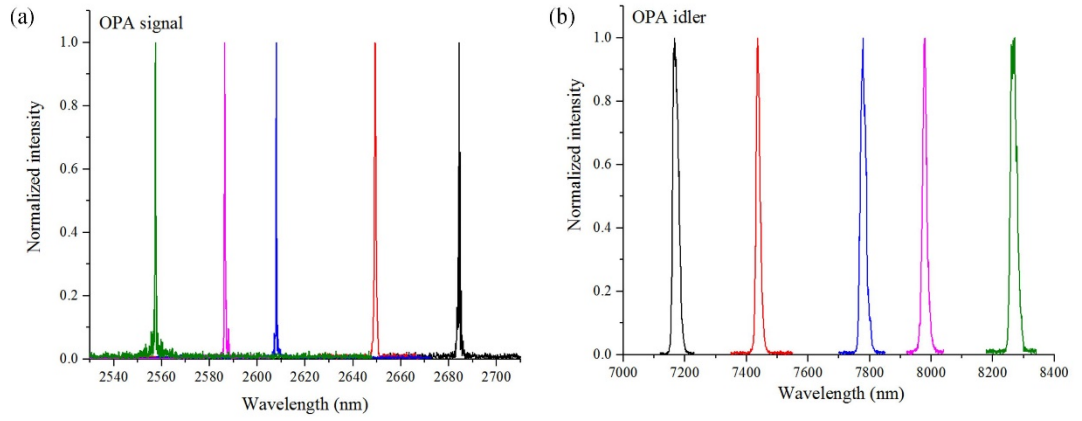 (a)
OPA signal
Normalized intensity
1.0
0.8
0.6
0.4
0.2
0.0
2540 2560 2580 2600 2620 2640 2660 2680 2700
Wavelength (nm)
(b)
OPA idler
Normalized intensity
1.0
0.8
0.6
0.4
0.2
0.0
7000 7200 7400 7600 7800 8000 8200 8400
Wavelength (nm)